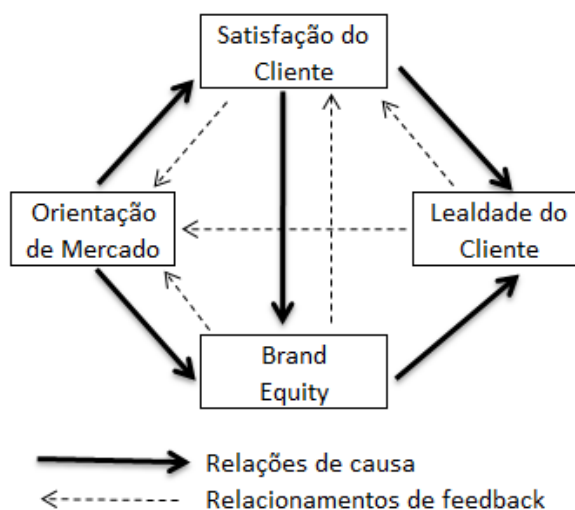 Satisfação do
Cliente
Orientação
de Mercado
Lealdade do
Cliente
Brand
Equity
Relações de causa
Relacionamentos de feedback